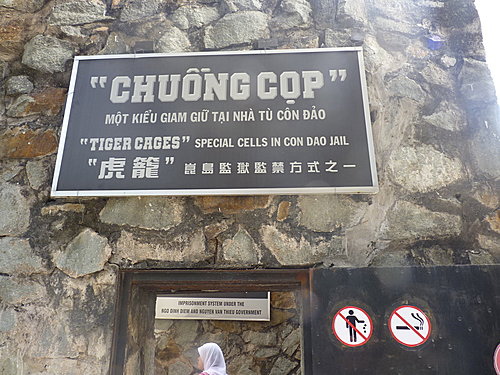 "CHUỒNG CỌP"
MỘT KIỂU GIAM GIỮ TẠI NHÀ TÙ CÔN ĐẢO
"TIGER CAGES" SPECIAL CELLS IN CON DAO JAIL
"虎籠" 崑島監獄監禁方式之一
IMPRISONMENT SYSTEM UNDER THE
NGO DINH DIEM AND NGUYEN VAN THIEU GOVERNMENT